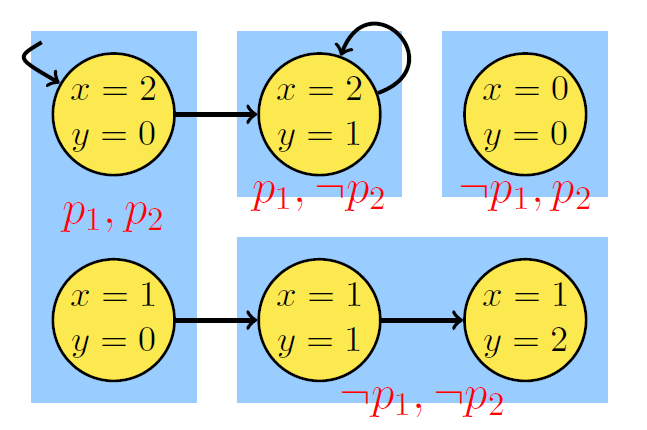 x = 2
y = 0
x = 2
y = 1
x = 0
y = 0
p₁, p₂
p₁, ¬p₂
¬p₁, p₂
x = 1
y = 0
x = 1
y = 1
x = 1
y = 2
¬p₁, ¬p₂